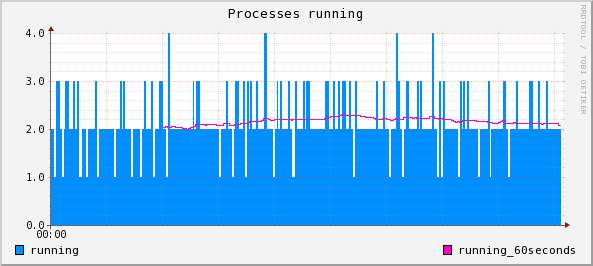 Processes running
RRDTOOL / TOBI OETIKER
4.0
3.0
2.0
1.0
0.0
00:00
running
running_60seconds